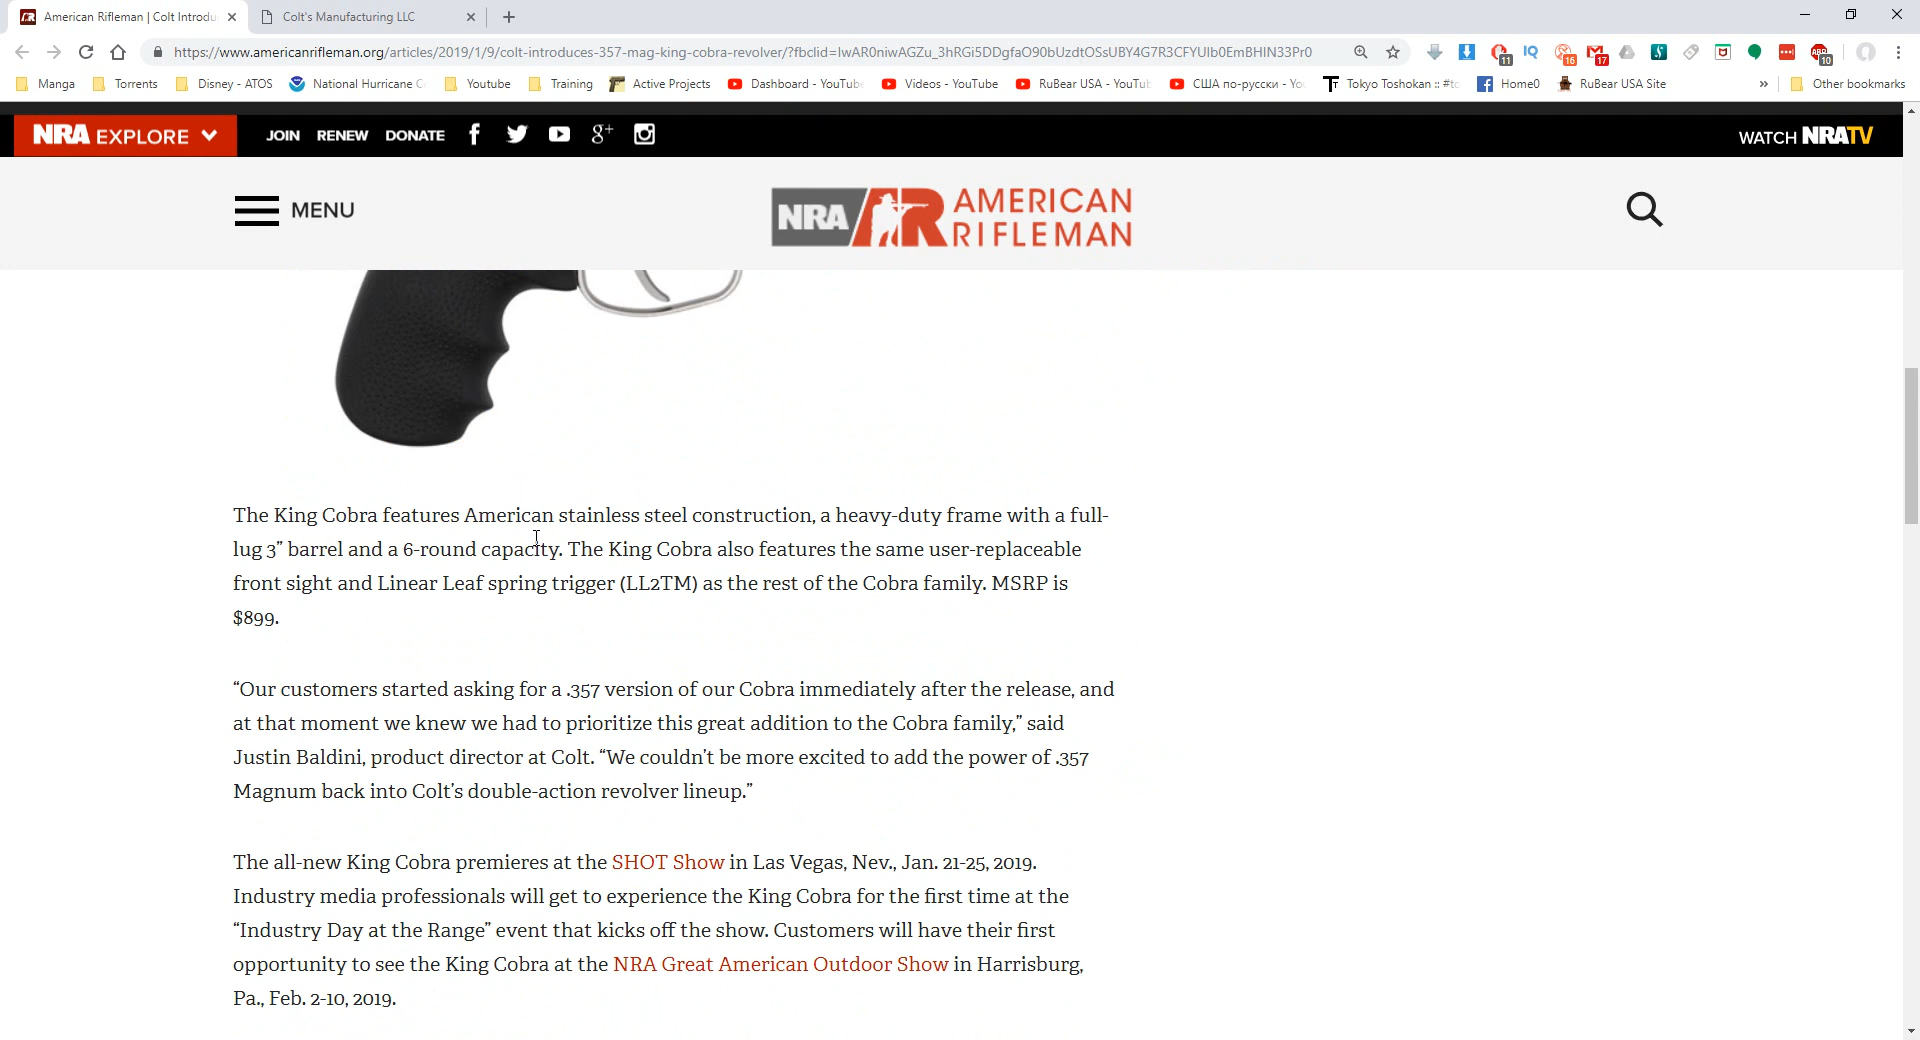 American Rifleman | Colt Introdu
Colt's Manufacturing LLC
https://www.americanrifleman.org/articles/2019/1/9/colt-introduces-357-mag-king-cobra-revolver/?fbclid=IwAR0niwAGZu_3hRGi5DDgfaO90bUzdtOSsUBY4G7R3CFYUIb0EmBHIN33Pr0
11
16
17
10
Manga
Torrents
Disney - ATOS
National Hurricane C
Youtube
Training
Active Projects
Dashboard - YouTube
Videos - YouTube
RuBear USA - YouTu
США по-русски - Yo
Tokyo Toshokan :: #to
Home0
RuBear USA Site
» Other bookmarks
NRA EXPLORE
JOIN RENEW DONATE
WATCH NRATV
MENU
NRA AMERICAN
RIFLEMAN
The King Cobra features American stainless steel construction, a heavy-duty frame with a full-
lug 3” barrel and a 6-round capacity. The King Cobra also features the same user-replaceable
front sight and Linear Leaf spring trigger (LL2TM) as the rest of the Cobra family. MSRP is
$899.
“Our customers started asking for a .357 version of our Cobra immediately after the release, and
at that moment we knew we had to prioritize this great addition to the Cobra family,” said
Justin Baldini, product director at Colt. “We couldn’t be more excited to add the power of .357
Magnum back into Colt’s double-action revolver lineup.”
The all-new King Cobra premieres at the SHOT Show in Las Vegas, Nev., Jan. 21-25, 2019.
Industry media professionals will get to experience the King Cobra for the first time at the
“Industry Day at the Range” event that kicks off the show. Customers will have their first
opportunity to see the King Cobra at the NRA Great American Outdoor Show in Harrisburg,
Pa., Feb. 2-10, 2019.